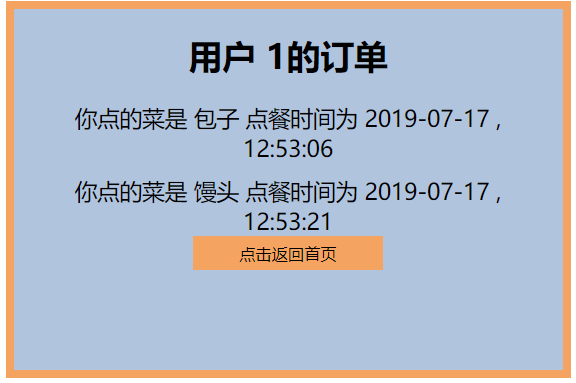 用户 1的订单
你点的菜是 包子 点餐时间为 2019-07-17 ,
12:53:06
你点的菜是 馒头 点餐时间为 2019-07-17 ,
12:53:21
点击返回首页